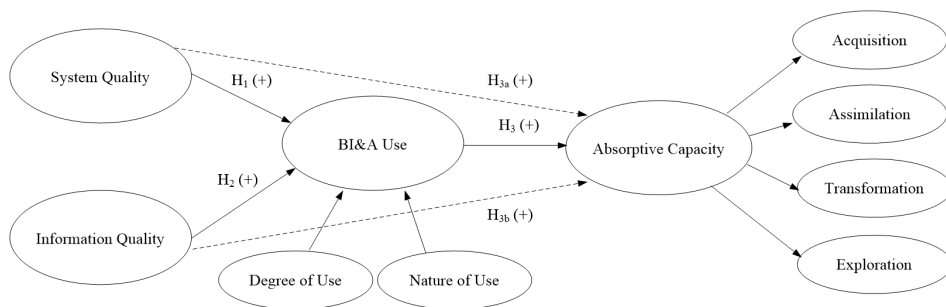 System Quality
Information Quality
H1 (+)
H2 (+)
BI&A Use
Degree of Use
Nature of Use
H3a (+)
H3 (+)
H3b (+)
Absorptive Capacity
Acquisition
Assimilation
Transformation
Exploration